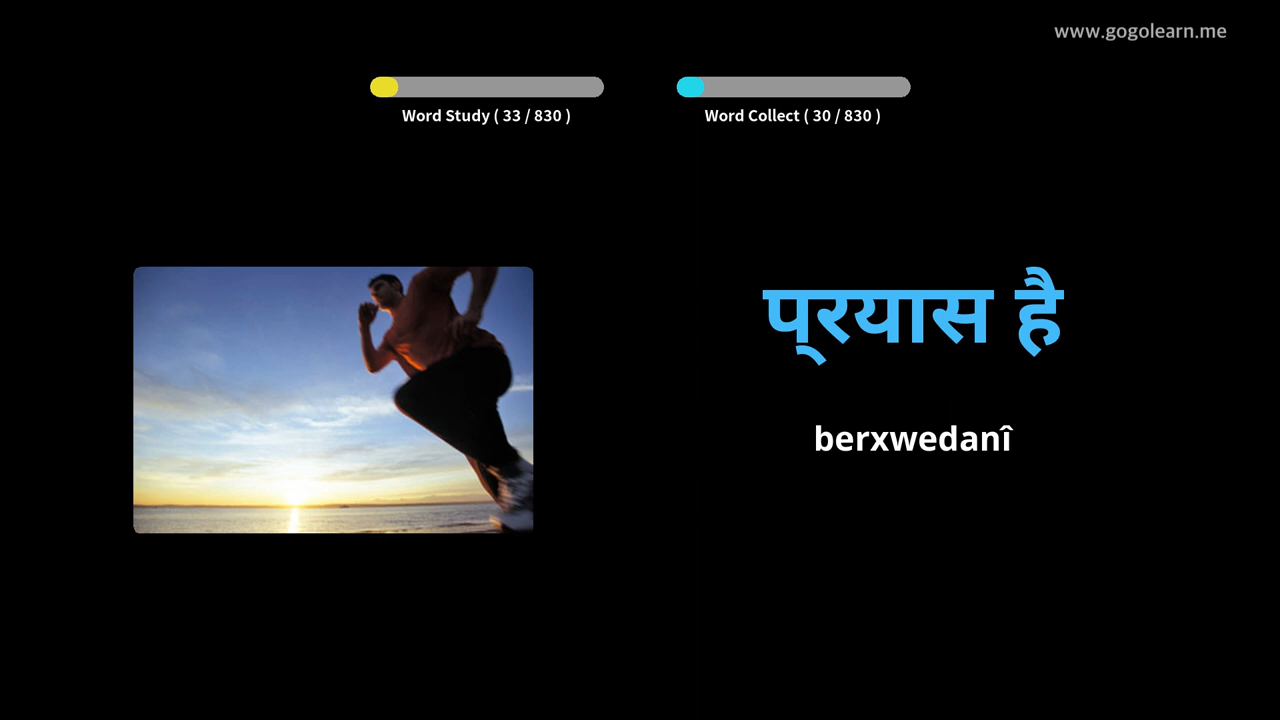 www.gogolearn.me
Word Study ( 33 / 830 )
Word Collect ( 30 / 830 )
प्रयास है
berxwedanî